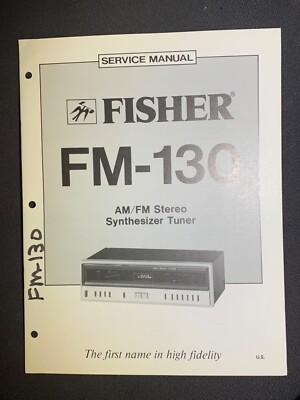 SERVICE MANUAL
FISHER®
FM-130
AM/FM Stereo
Synthesizer Tuner
FM-130
The first name in high fidelity
U.S.